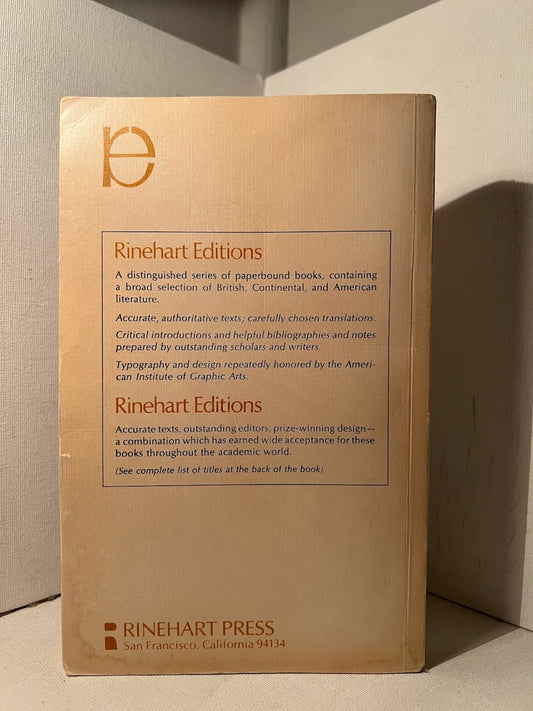 re
Rinehart Editions
A distinguished series of paperbound books, containing
a broad selection of British, Continental, and American
literature.
Accurate, authoritative texts; carefully chosen translations.
Critical introductions and helpful bibliographies and notes
prepared by outstanding scholars and writers.
Typography and design repeatedly honored by the Ameri-
can Institute of Graphic Arts.
Rinehart Editions
Accurate texts, outstanding editors, prize-winning design—
a combination which has earned wide acceptance for these
books throughout the academic world.
(See complete list of titles at the back of the book)
RINEHART PRESS
San Francisco, California 94134